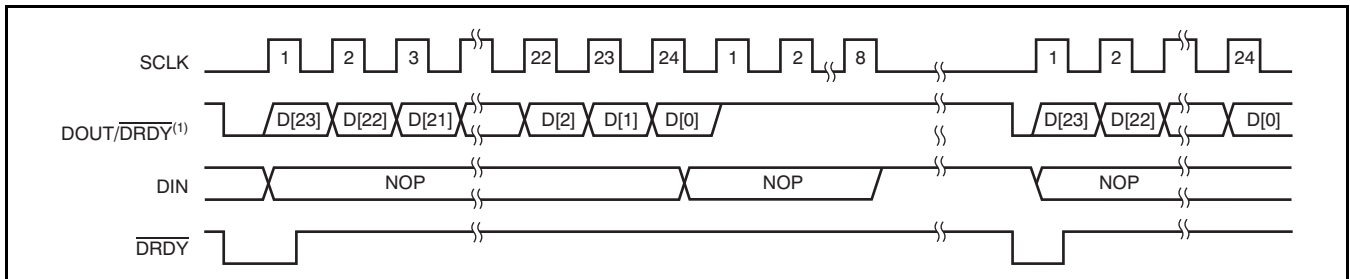 SCLK 1 2 3 22 23 24 1 2 8 1 2 24
DOUT/DRDY(1) D[23] D[22] D[21] D[2] D[1] D[0] D[23] D[22] D[0]
DIN NOP NOP NOP
DRDY